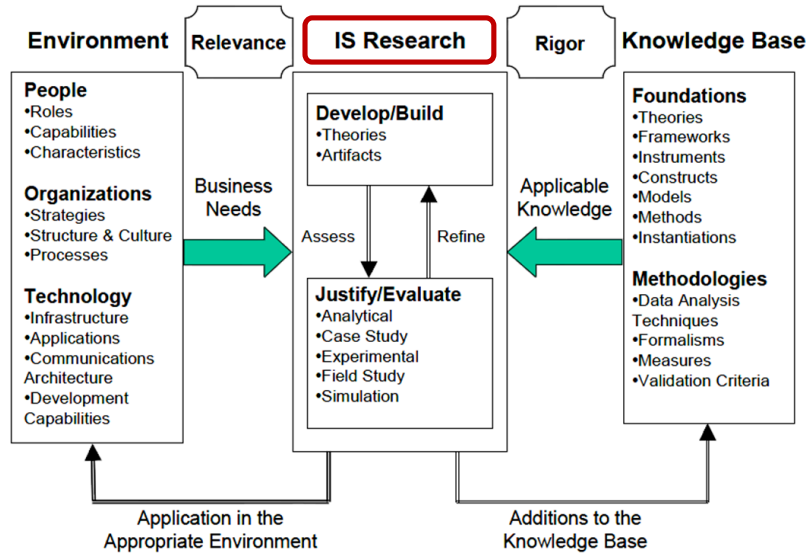 Environment
Relevance
IS Research
Rigor
Knowledge Base
People
•Roles
•Capabilities
•Characteristics
Organizations
•Strategies
•Structure & Culture
•Processes
Technology
•Infrastructure
•Applications
•Communications
Architecture
•Development
Capabilities
Business
Needs
Develop/Build
•Theories
•Artifacts
Assess
Refine
Justify/Evaluate
•Analytical
•Case Study
•Experimental
•Field Study
•Simulation
Applicable
Knowledge
Foundations
•Theories
•Frameworks
•Instruments
•Constructs
•Models
•Methods
•Instantiations
Methodologies
•Data Analysis
Techniques
•Formalisms
•Measures
•Validation Criteria
Application in the
Appropriate Environment
Additions to the
Knowledge Base